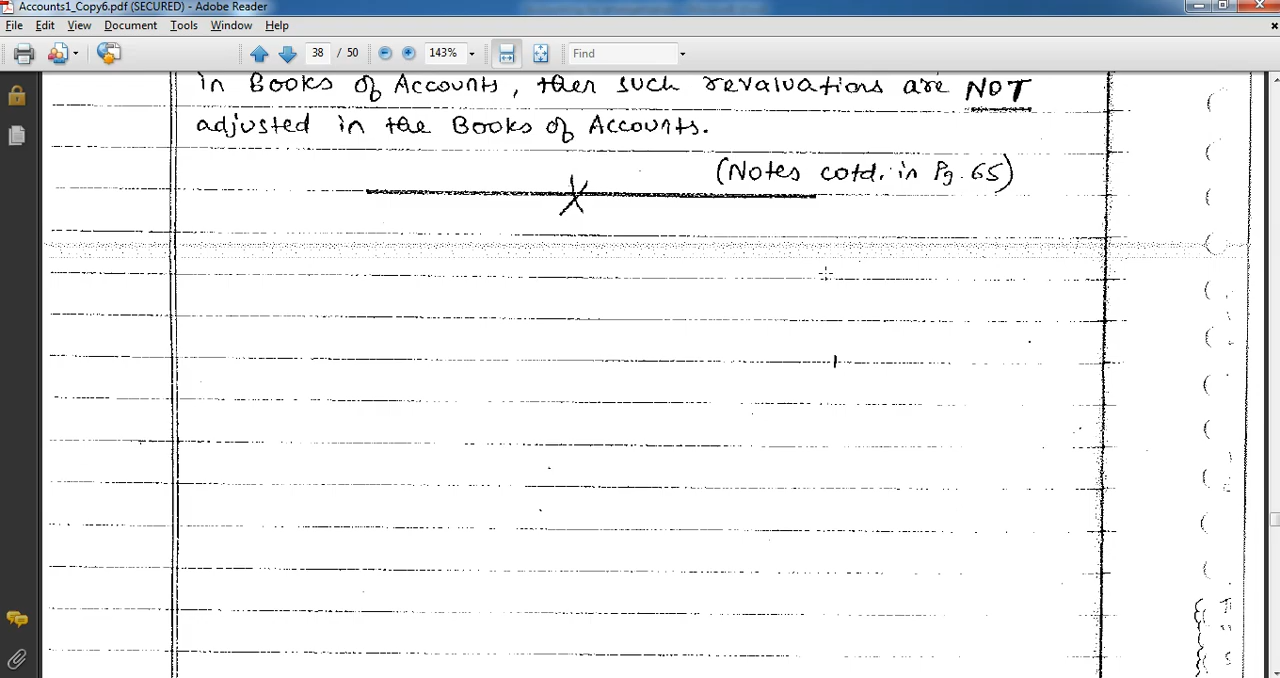 Accounts1_Copy6.pdf (SECURED) - Adobe Reader
File Edit View Document Tools Window Help
38 / 50 143% Find
in Books of Accounts, then such revaluations are NOT
adjusted in the Books of Accounts.
(Notes cotd. in Pg. 65)